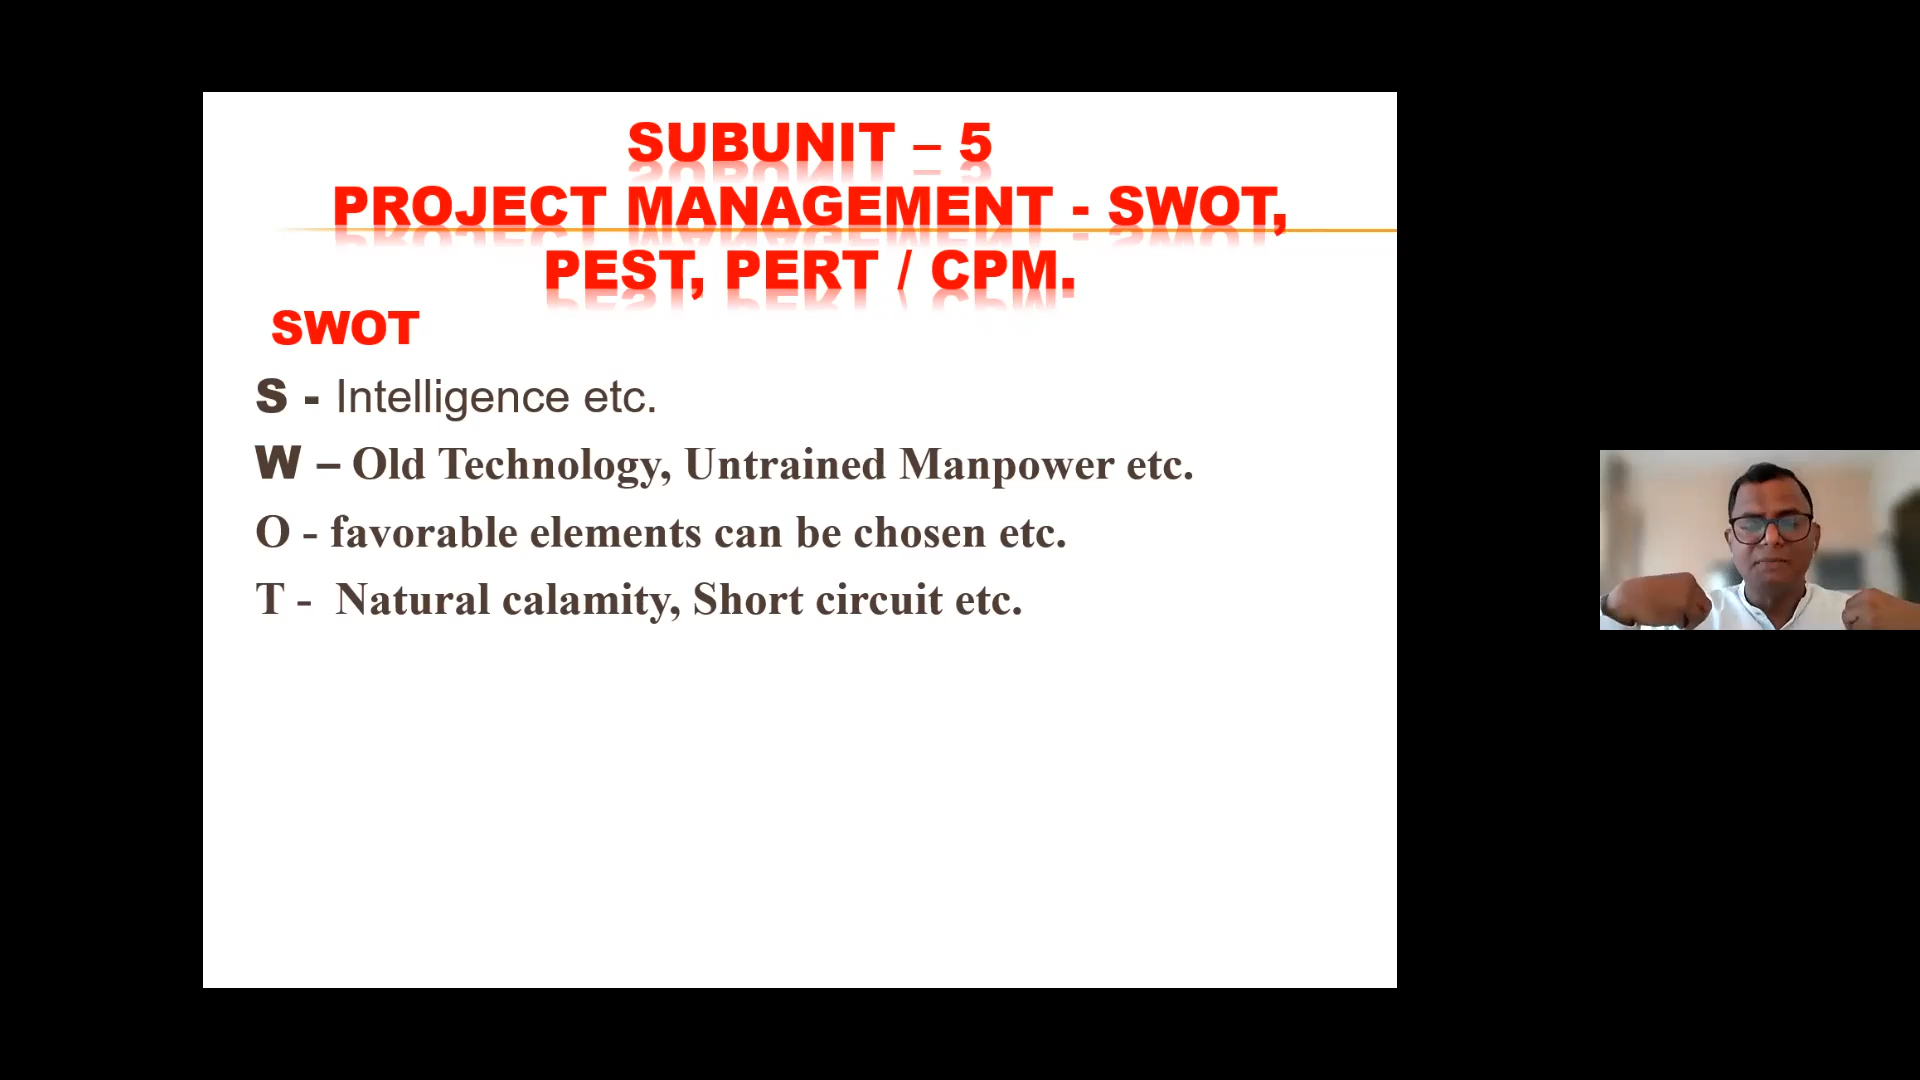 SUBUNIT – 5
PROJECT MANAGEMENT - SWOT,
PEST, PERT / CPM.
SWOT
S - Intelligence etc.
W – Old Technology, Untrained Manpower etc.
O - favorable elements can be chosen etc.
T - Natural calamity, Short circuit etc.